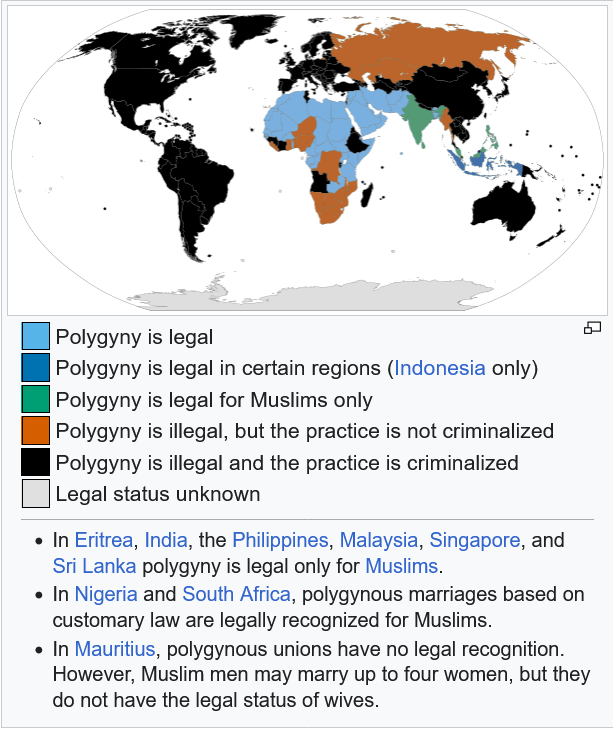 Polygyny is legal
Polygyny is legal in certain regions (Indonesia only)
Polygyny is legal for Muslims only
Polygyny is illegal, but the practice is not criminalized
Polygyny is illegal and the practice is criminalized
Legal status unknown
• In Eritrea, India, the Philippines, Malaysia, Singapore, and
Sri Lanka polygyny is legal only for Muslims.
• In Nigeria and South Africa, polygynous marriages based on
customary law are legally recognized for Muslims.
• In Mauritius, polygynous unions have no legal recognition.
However, Muslim men may marry up to four women, but they
do not have the legal status of wives.